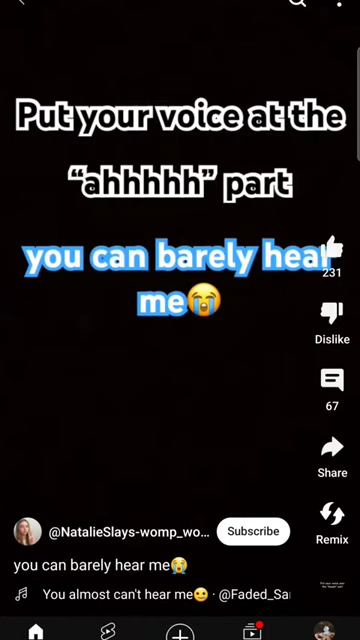 Put your voice at the
“ahhhhh” part
you can barely hear
me😭
231
Dislike
67
Share
Remix
@NatalieSlays-womp_wo...
Subscribe
you can barely hear me😭
You almost can't hear me🙂 · @Faded_Sa